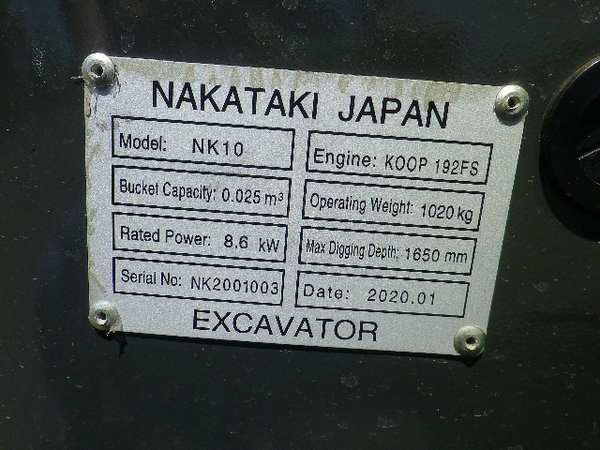 NAKATAKI JAPAN
Model: NK10
Engine: KOOP 192FS
Bucket Capacity: 0.025 m³
Operating Weight: 1020 kg
Rated Power: 8.6 kW
Max Digging Depth: 1650 mm
Serial No: NK2001003
Date: 2020.01
EXCAVATOR